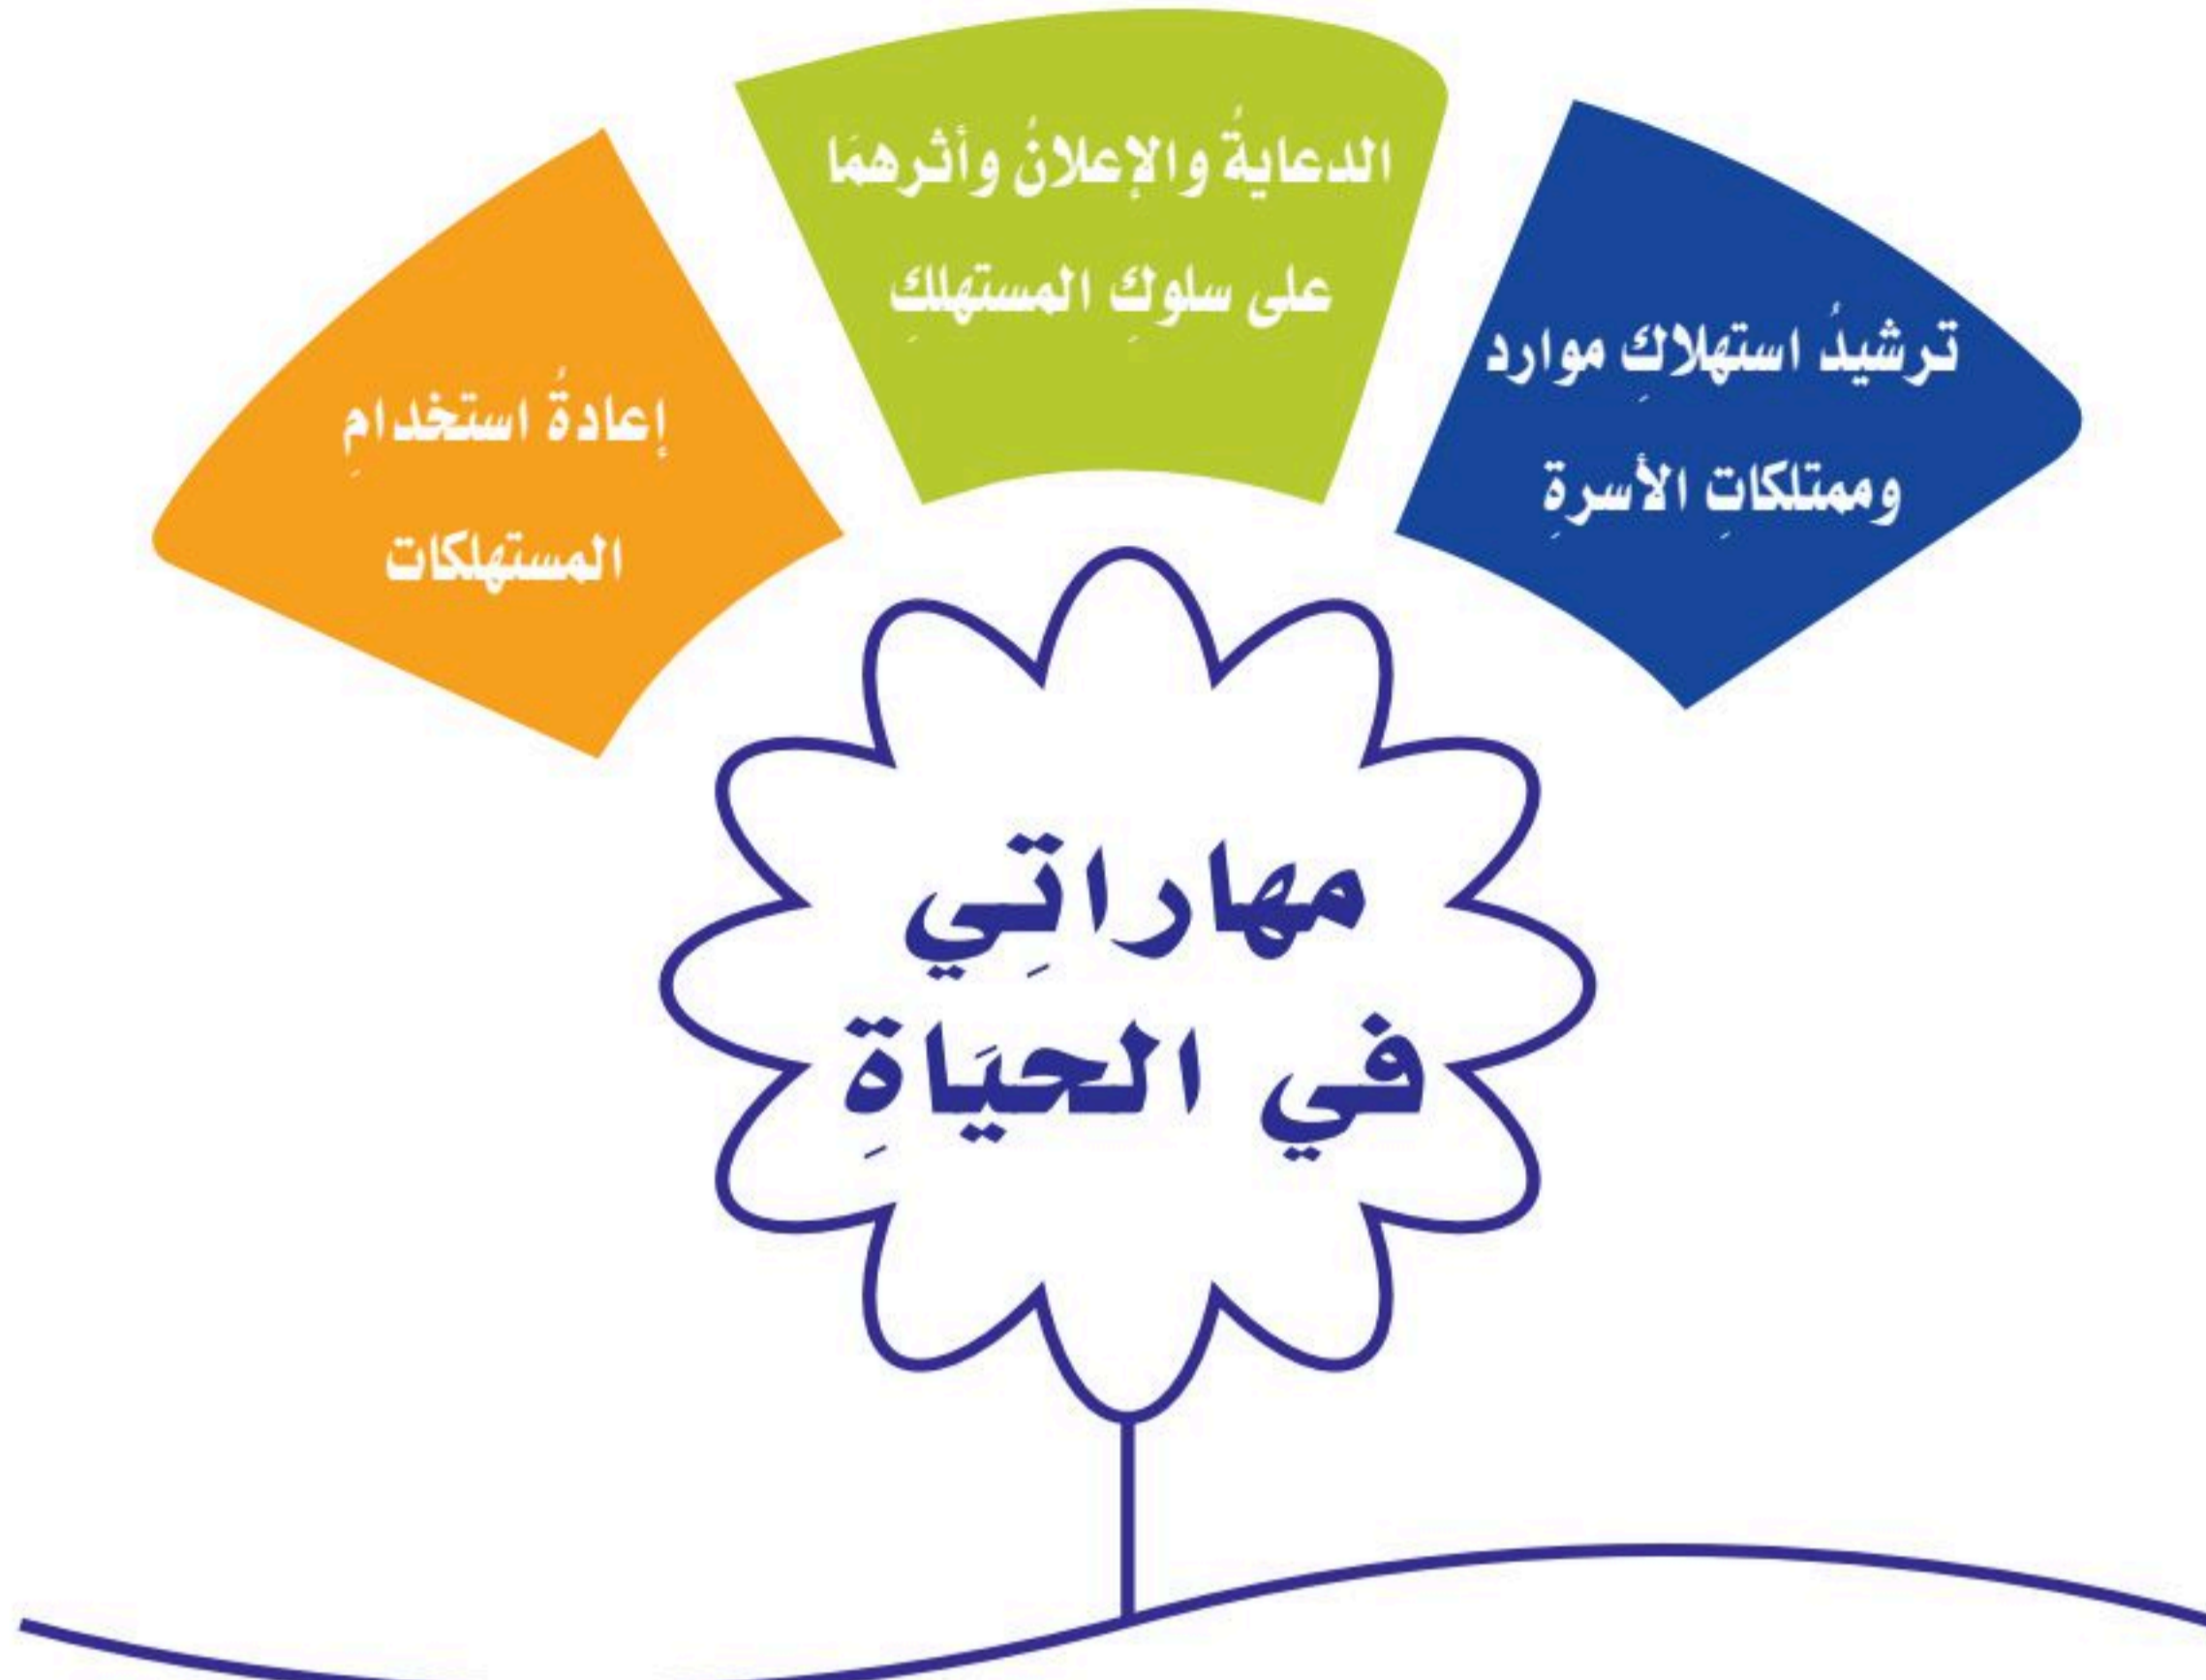 ترشيدُ استهلاكِ موارد
وممتلكاتِ الأسرةِ
الدعايةُ والإعلانُ وأثرهمَا
على سلوكِ المستهلكِ
إعادةُ استخدامِ
المستهلكات
مهاراتِي
في الحيَاةِ